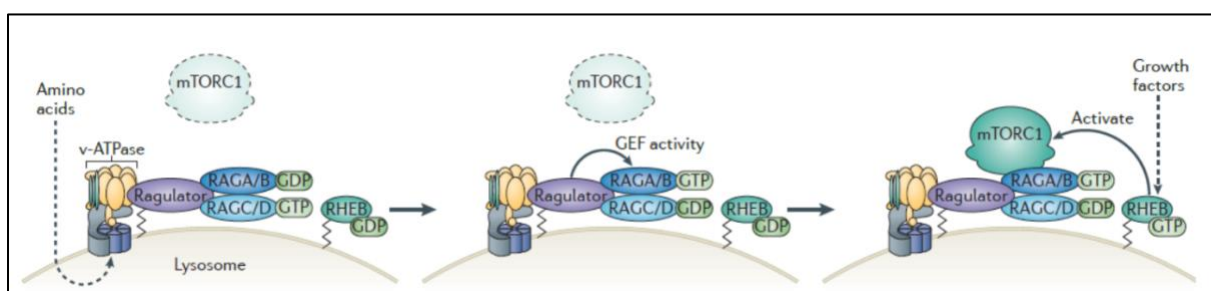 mTORC1
Amino
acids
v-ATPase
Ragulator
RAGA/B GDP
RAGC/D GTP
RHEB
GDP
Lysosome
mTORC1
GEF activity
Ragulator
RAGA/B GTP
RAGC/D GDP
RHEB
GDP
Growth
factors
Activate
mTORC1
Ragulator
RAGA/B GTP
RAGC/D GDP
RHEB
GTP